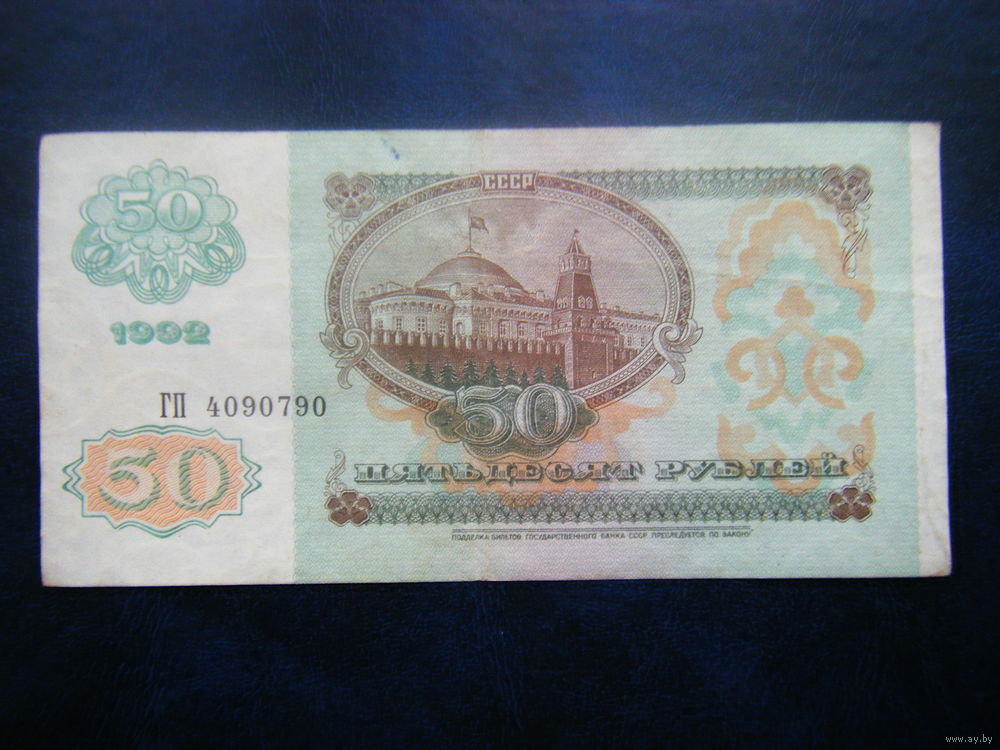 50
СССР
1992
ГП 4090790
50
50
ПЯТЬДЕСЯТ РУБЛЕЙ
ПОДДЕЛКА БИЛЕТОВ ГОСУДАРСТВЕННОГО БАНКА СССР ПРЕСЛЕДУЕТСЯ ПО ЗАКОНУ
www.ay.by